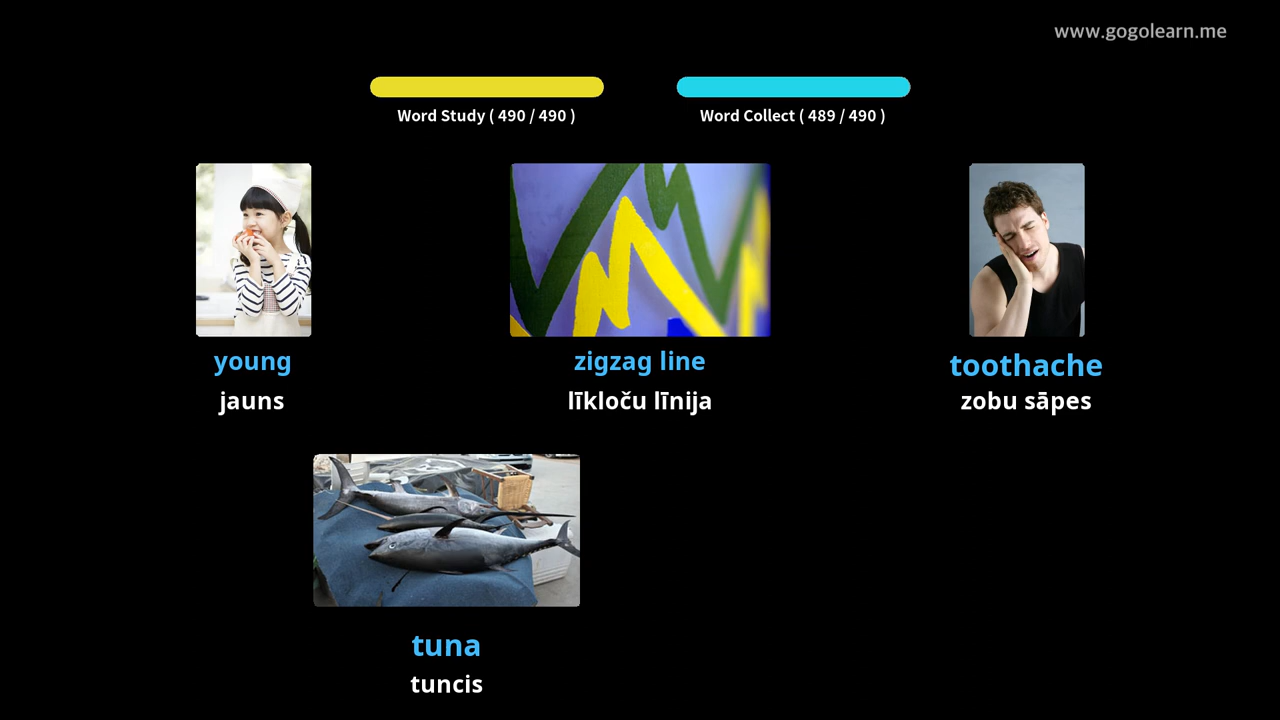 www.gogolearn.me
Word Study ( 490 / 490 )
Word Collect ( 489 / 490 )
young
jauns
zigzag line
līkloču līnija
toothache
zobu sāpes
tuna
tuncis